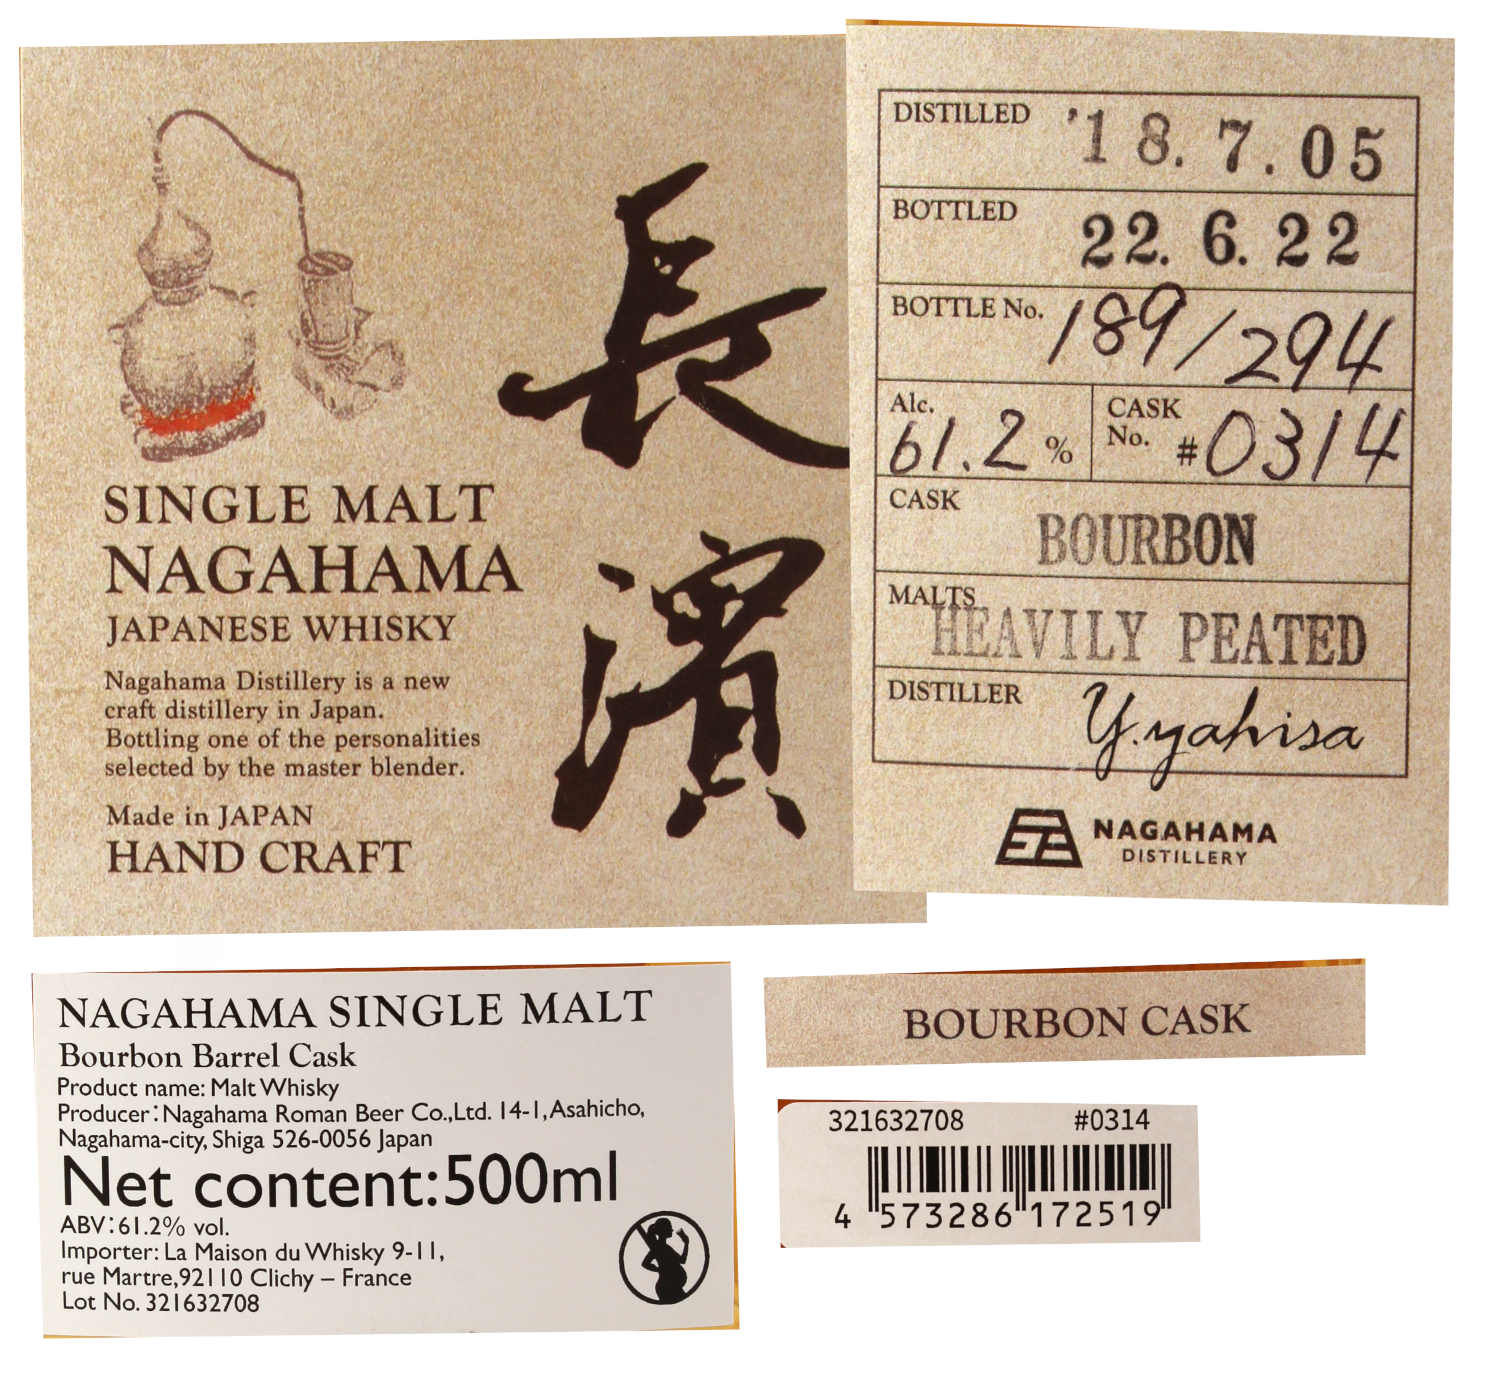 長
濱
SINGLE MALT
NAGAHAMA
JAPANESE WHISKY
Nagahama Distillery is a new
craft distillery in Japan.
Bottling one of the personalities
selected by the master blender.
Made in JAPAN
HAND CRAFT
DISTILLED '18.7.05
BOTTLED 22.6.22
BOTTLE No. 189/294
Alc. 61.2 %
CASK No. #0314
CASK BOURBON
MALTS HEAVILY PEATED
DISTILLER Y.yahisa
NAGAHAMA
DISTILLERY
NAGAHAMA SINGLE MALT
Bourbon Barrel Cask
Product name: Malt Whisky
Producer: Nagahama Roman Beer Co.,Ltd. 14-1, Asahicho,
Nagahama-city, Shiga 526-0056 Japan
Net content:500ml
ABV:61.2% vol.
Importer: La Maison du Whisky 9-11,
rue Martre,92110 Clichy – France
Lot No. 321632708
BOURBON CASK
321632708 #0314
4 573286 172519